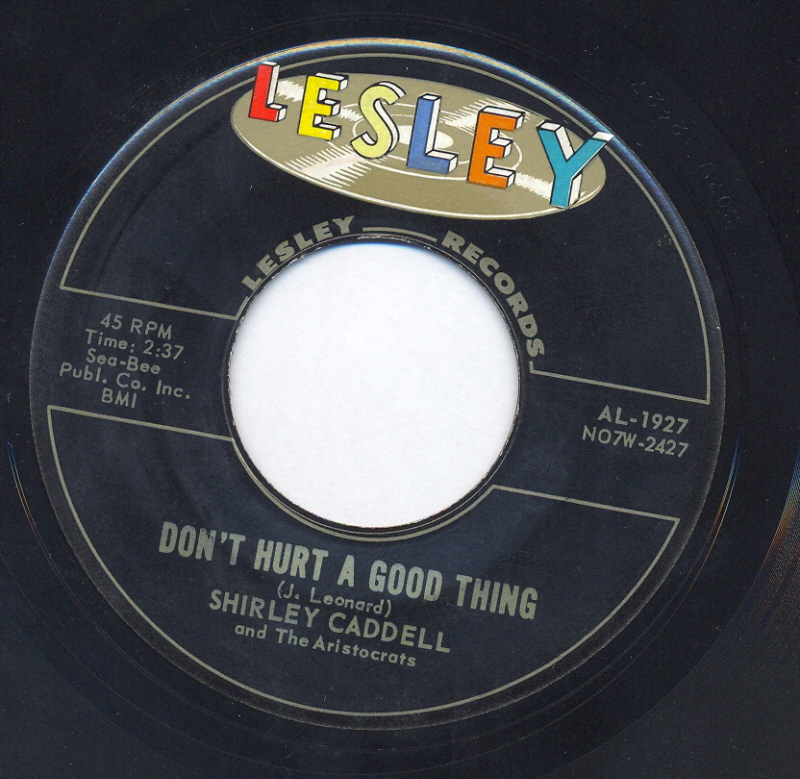 LESLEY
LESLEY RECORDS
45 RPM
Time: 2:37
Sea-Bee
Publ. Co. Inc.
BMI
AL-1927
NO7W-2427
DON'T HURT A GOOD THING
(J. Leonard)
SHIRLEY CADDELL
and The Aristocrats